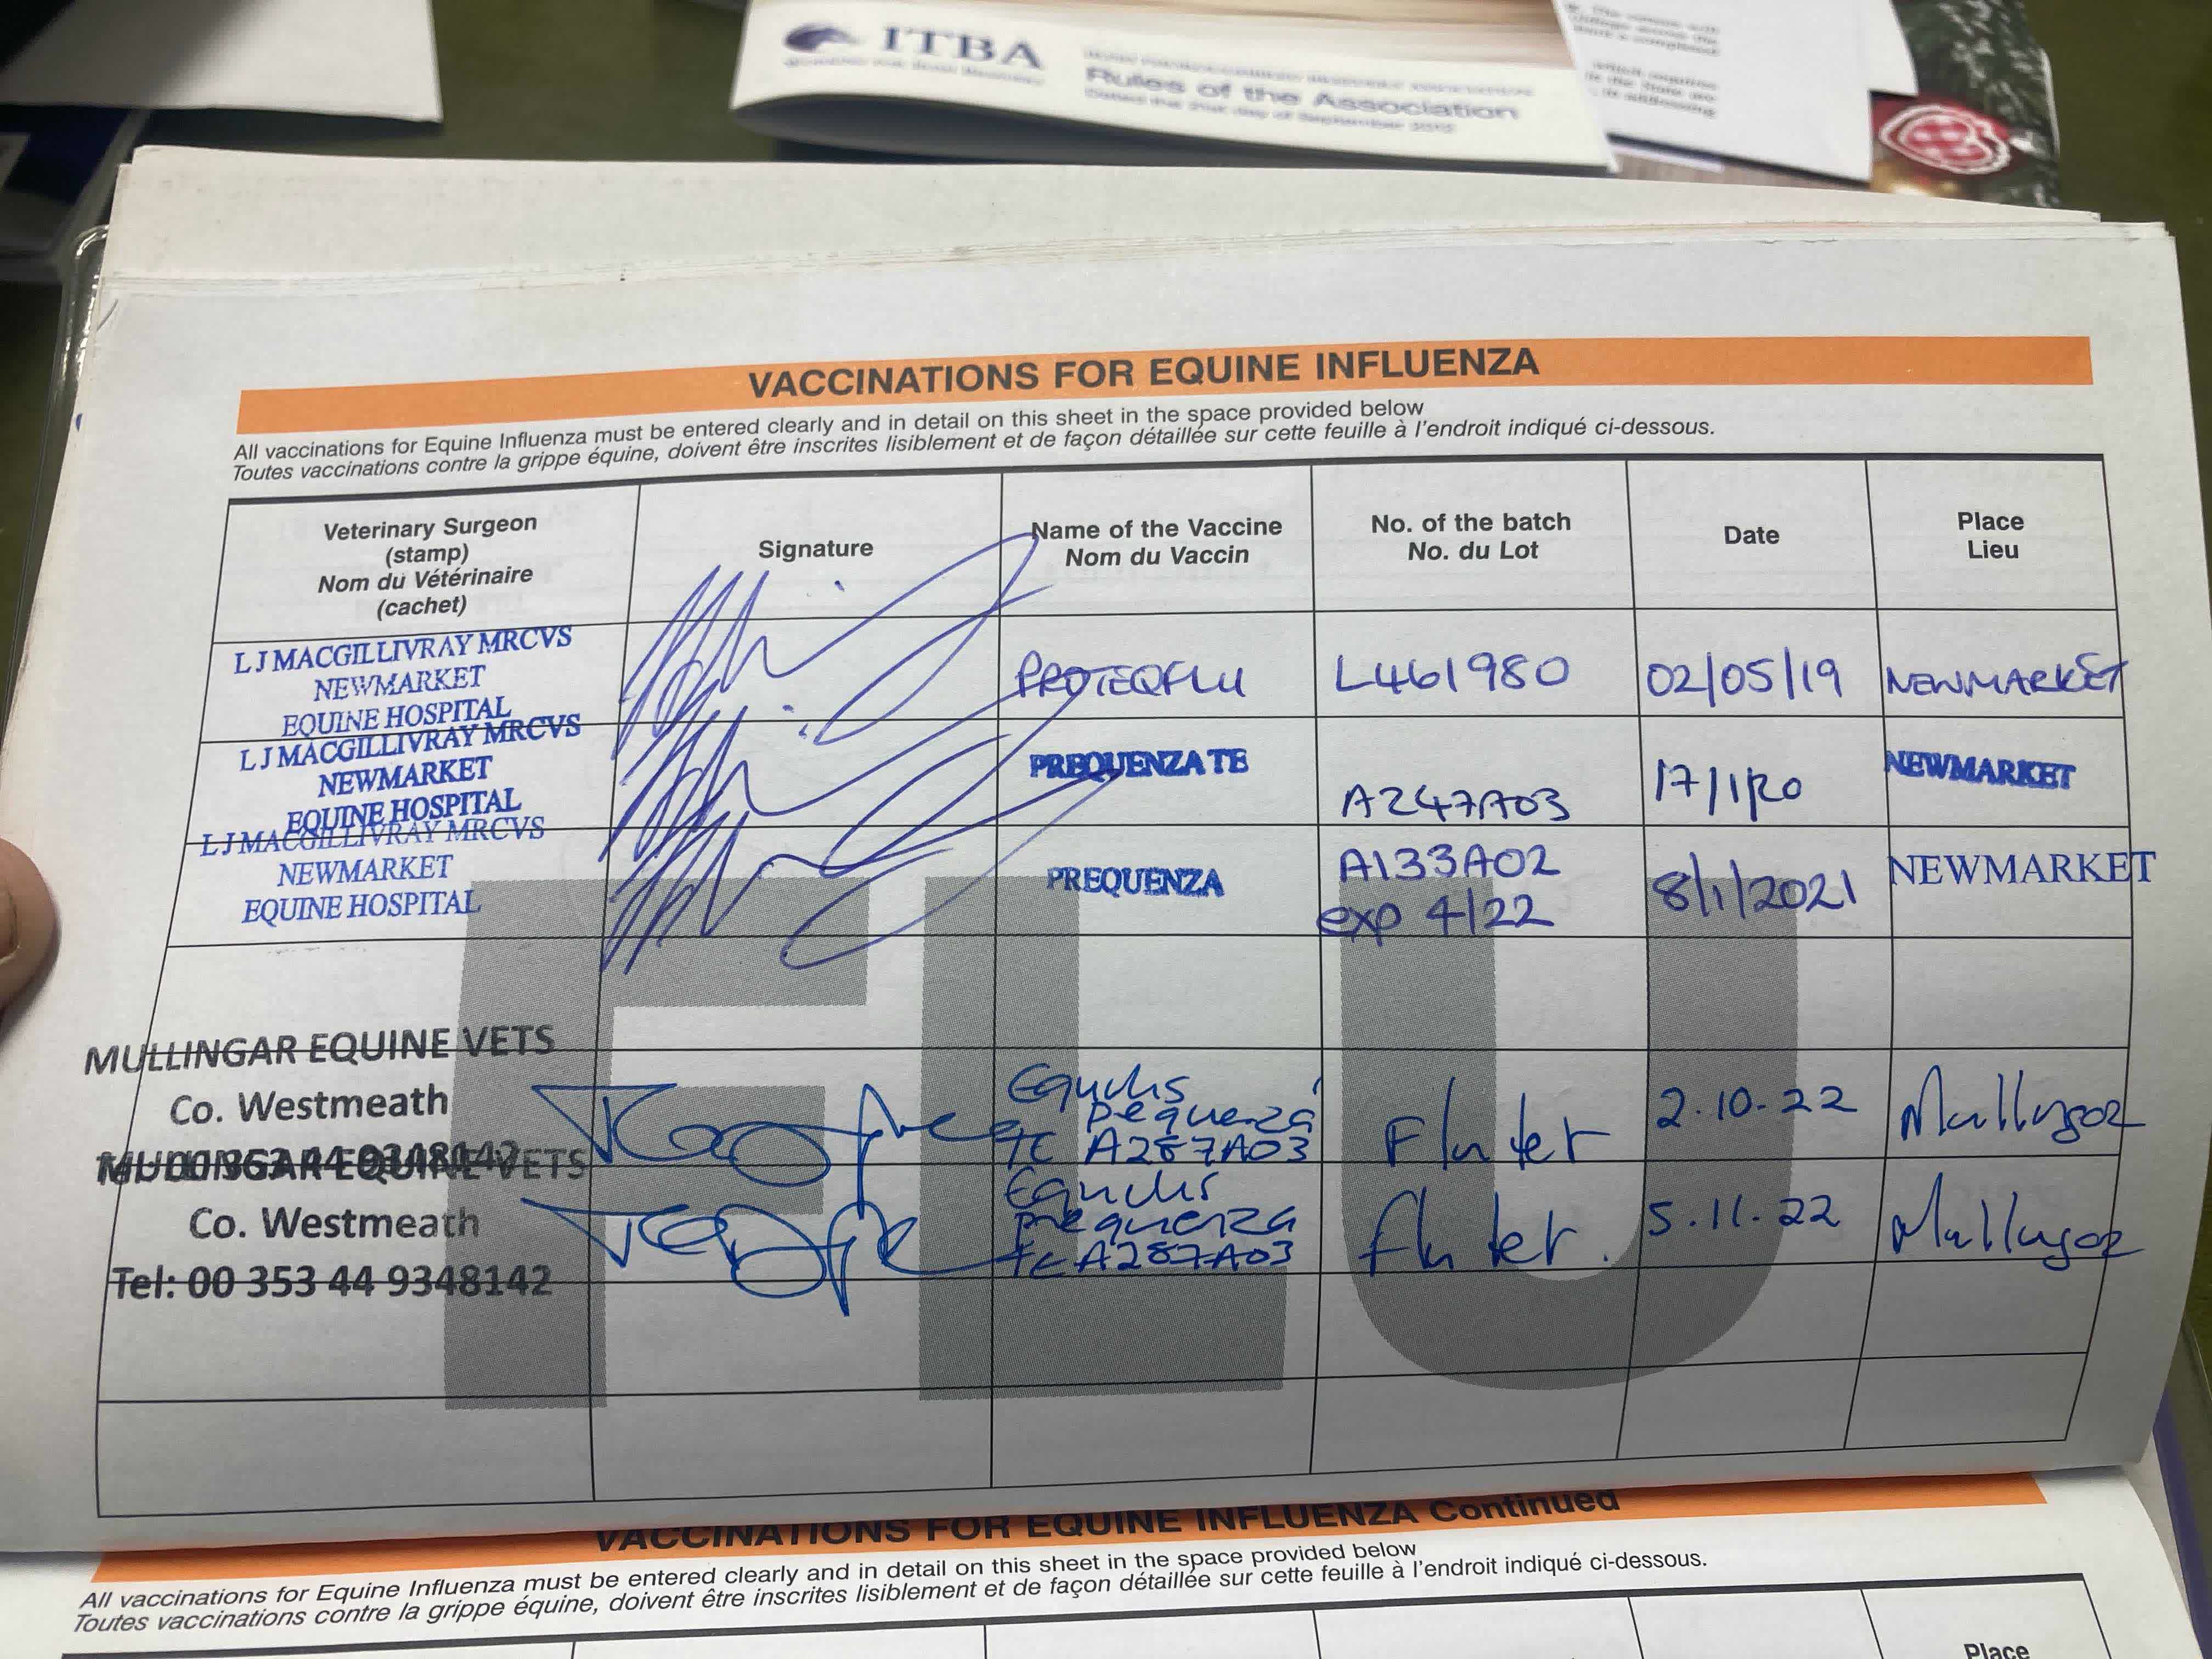 ITBA
Rules of the Association
VACCINATIONS FOR EQUINE INFLUENZA
All vaccinations for Equine Influenza must be entered clearly and in detail on this sheet in the space provided below
Toutes vaccinations contre la grippe équine, doivent être inscrites lisiblement et de façon détaillée sur cette feuille à l'endroit indiqué ci-dessous.
Veterinary Surgeon
(stamp)
Nom du Vétérinaire
(cachet)
Signature
Name of the Vaccine
Nom du Vaccin
No. of the batch
No. du Lot
Date
Place
Lieu
L J MACGILLIVRAY MRCVS
NEWMARKET
EQUINE HOSPITAL
PROTEQFLU
L461980
02/05/19
NEWMARKET
L J MACGILLIVRAY MRCVS
NEWMARKET
EQUINE HOSPITAL
PREQUENZA TE
A247A03
17/1/20
NEWMARKET
L J MACGILLIVRAY MRCVS
NEWMARKET
EQUINE HOSPITAL
PREQUENZA
A133A02
exp 4/22
8/1/2021
NEWMARKET
FLU
MULLINGAR EQUINE VETS
Co. Westmeath
Tel: 00 353 44 9348142
Equilis
prequenza
te A287A03
Flu tet
2.10.22
Mullingar
MULLINGAR EQUINE VETS
Co. Westmeath
Tel: 00 353 44 9348142
Equilis
prequenza
te A287A03
flu tet.
5.11.22
Mullingar
VACCINATIONS FOR EQUINE INFLUENZA Continued
All vaccinations for Equine Influenza must be entered clearly and in detail on this sheet in the space provided below
Toutes vaccinations contre la grippe équine, doivent être inscrites lisiblement et de façon détaillée sur cette feuille à l'endroit indiqué ci-dessous.
Place